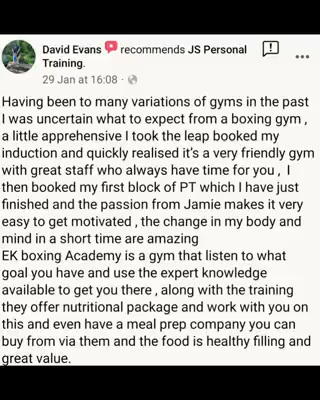 David Evans recommends JS Personal
Training.
29 Jan at 16:08 ·
Having been to many variations of gyms in the past
I was uncertain what to expect from a boxing gym ,
a little apprehensive I took the leap booked my
induction and quickly realised it's a very friendly gym
with great staff who always have time for you , I
then booked my first block of PT which I have just
finished and the passion from Jamie makes it very
easy to get motivated , the change in my body and
mind in a short time are amazing
EK boxing Academy is a gym that listen to what
goal you have and use the expert knowledge
available to get you there , along with the training
they offer nutritional package and work with you on
this and even have a meal prep company you can
buy from via them and the food is healthy filling and
great value.